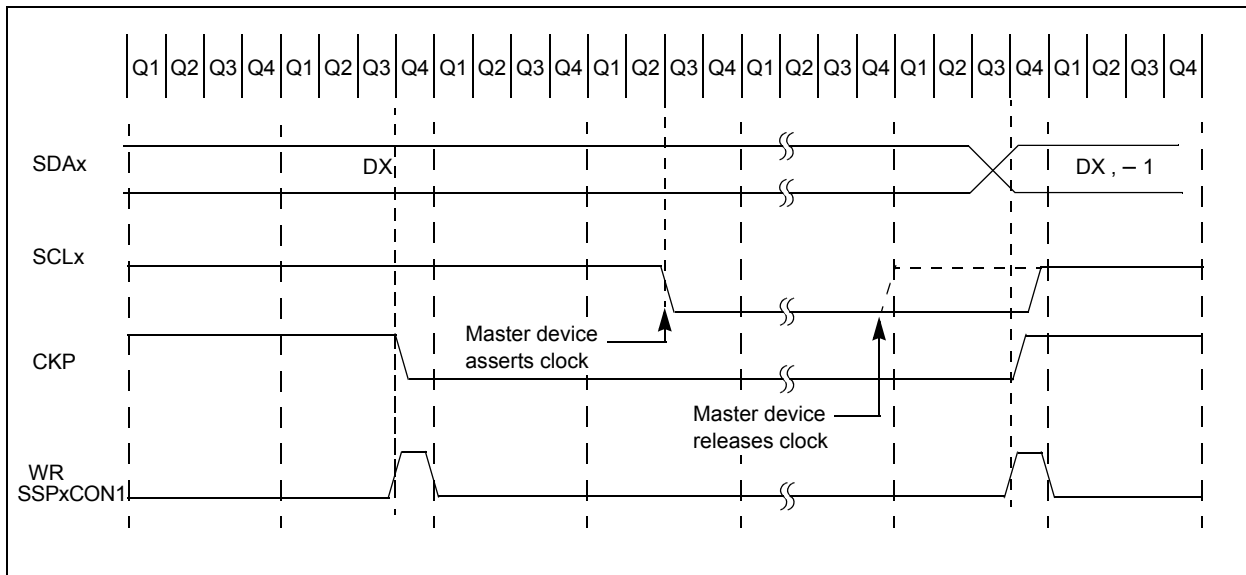 Q1 Q2 Q3 Q4 Q1 Q2 Q3 Q4 Q1 Q2 Q3 Q4 Q1 Q2 Q3 Q4 Q1 Q2 Q3 Q4 Q1 Q2 Q3 Q4 Q1 Q2 Q3 Q4
SDAx
DX
DX , – 1
SCLx
Master device
asserts clock
CKP
Master device
releases clock
WR
SSPxCON1